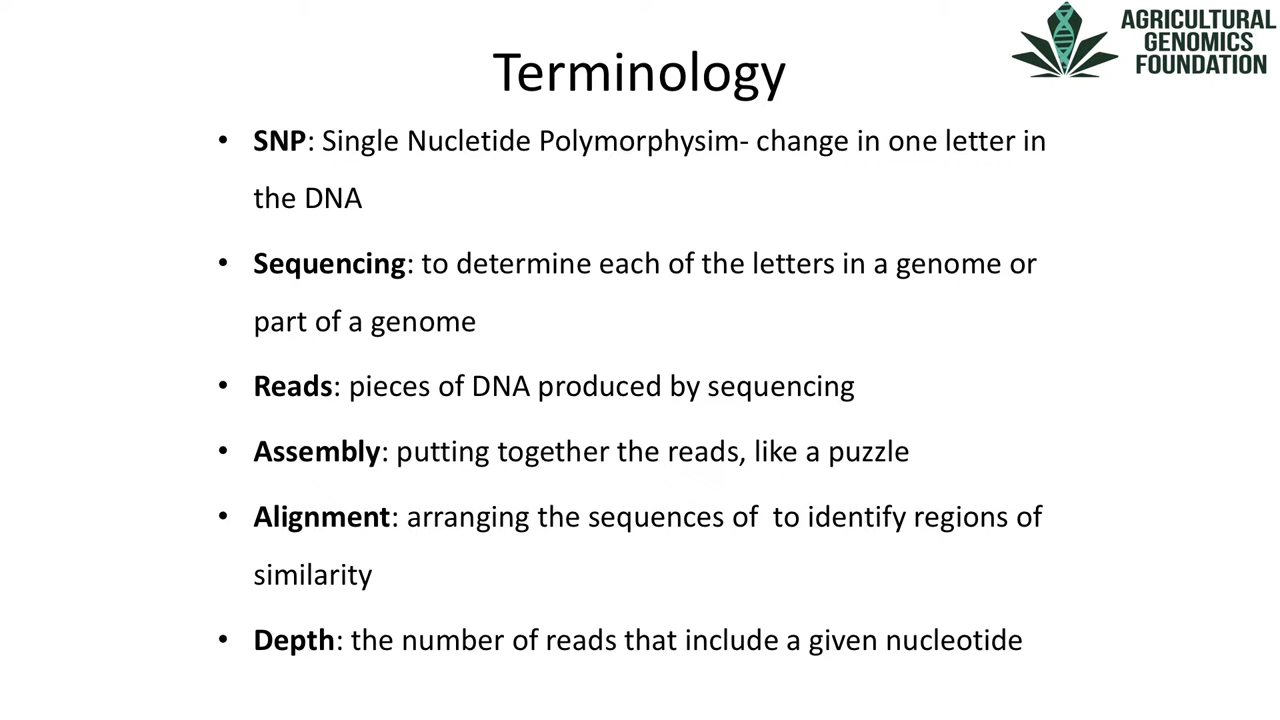 AGRICULTURAL
GENOMICS
FOUNDATION
Terminology
• SNP: Single Nucletide Polymorphysim- change in one letter in
the DNA
• Sequencing: to determine each of the letters in a genome or
part of a genome
• Reads: pieces of DNA produced by sequencing
• Assembly: putting together the reads, like a puzzle
• Alignment: arranging the sequences of  to identify regions of
similarity
• Depth: the number of reads that include a given nucleotide